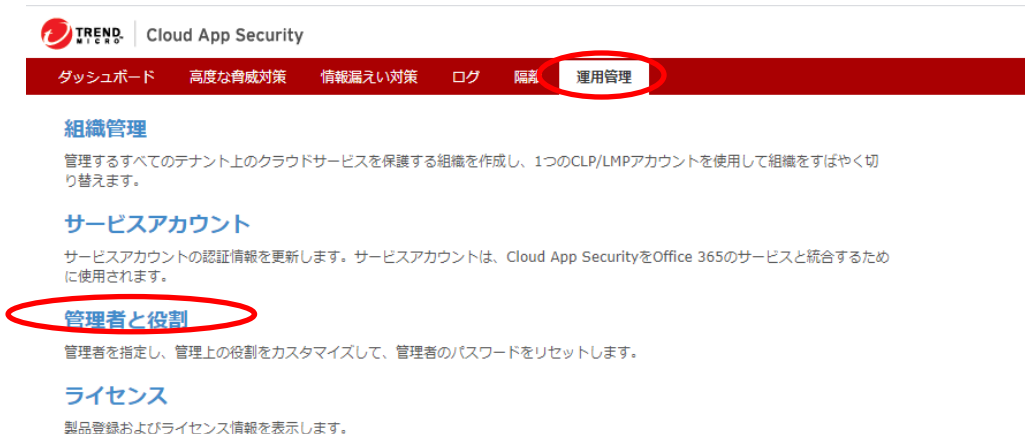 TREND MICRO Cloud App Security
ダッシュボード 高度な脅威対策 情報漏えい対策 ログ 隔離 運用管理
組織管理
管理するすべてのテナント上のクラウドサービスを保護する組織を作成し、1つのCLP/LMPアカウントを使用して組織をすばやく切
り替えます。
サービスアカウント
サービスアカウントの認証情報を更新します。サービスアカウントは、Cloud App SecurityをOffice 365のサービスと統合するため
に使用されます。
管理者と役割
管理者を指定し、管理上の役割をカスタマイズして、管理者のパスワードをリセットします。
ライセンス
製品登録およびライセンス情報を表示します。